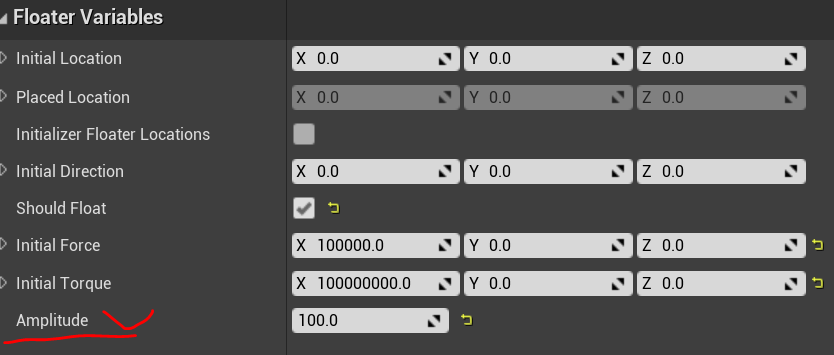 Floater Variables
Initial Location X 0.0 Y 0.0 Z 0.0
Placed Location X 0.0 Y 0.0 Z 0.0
Initializer Floater Locations
Initial Direction X 0.0 Y 0.0 Z 0.0
Should Float
Initial Force X 100000.0 Y 0.0 Z 0.0
Initial Torque X 100000000.0 Y 0.0 Z 0.0
Amplitude 100.0